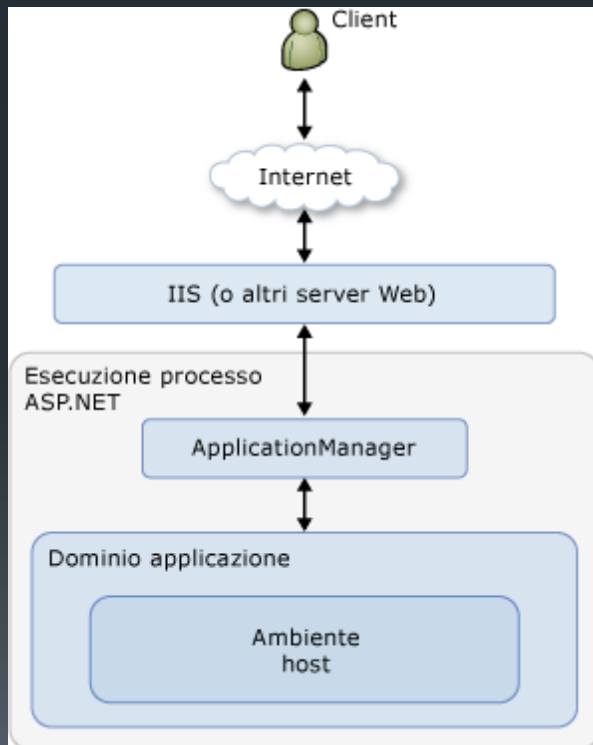 Client
Internet
IIS (o altri server Web)
Esecuzione processo
ASP.NET
ApplicationManager
Dominio applicazione
Ambiente
host